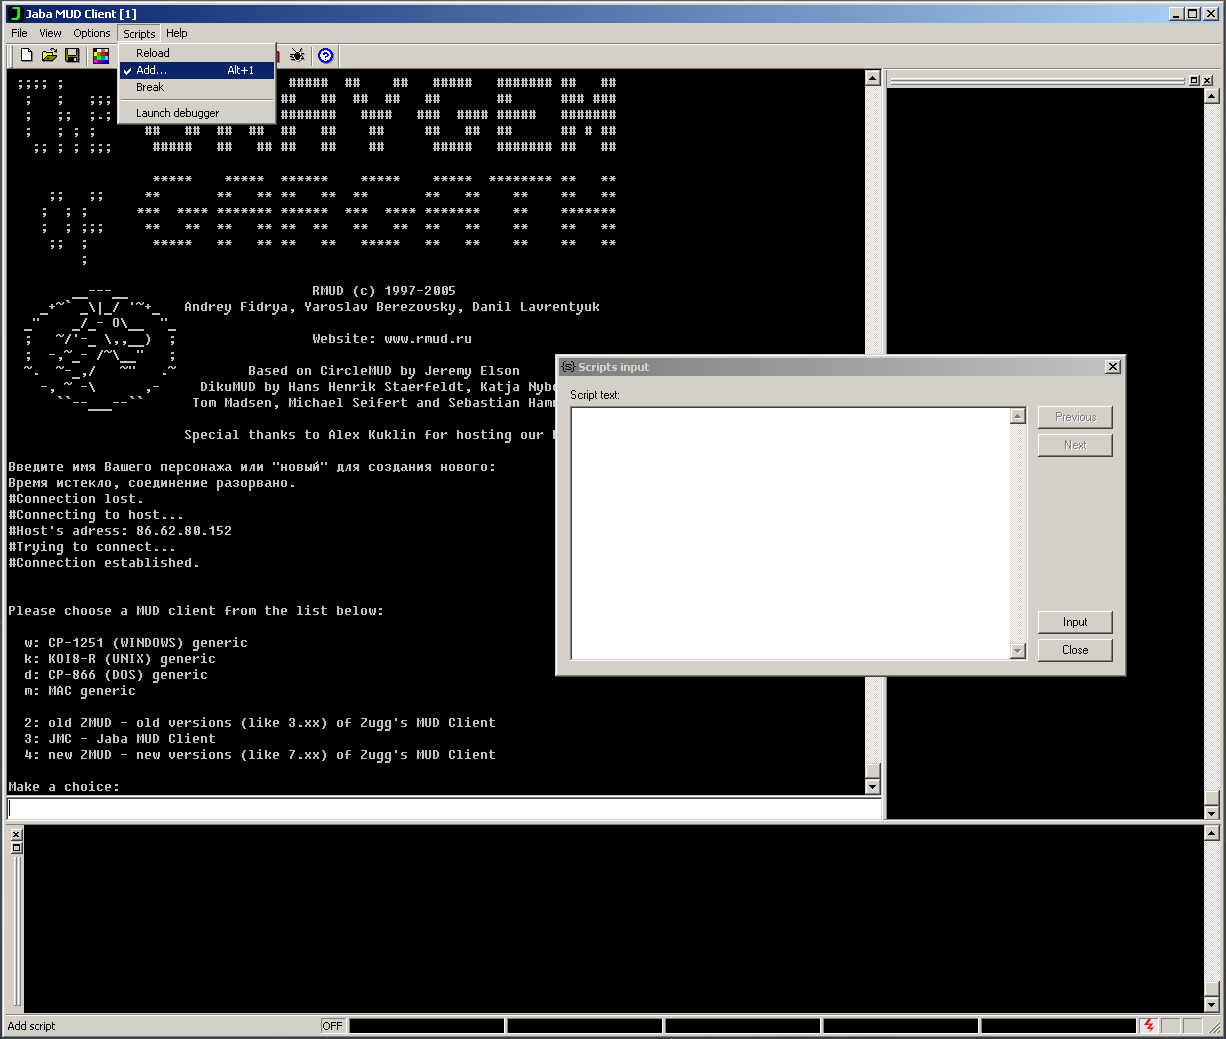 Jaba MUD Client [1]
File View Options Scripts Help
Reload
Add... Alt+1
Break
Launch debugger
RMUD (c) 1997-2005
Andrey Fidrya, Yaroslav Berezovsky, Danil Lavrentyuk
Website: www.rmud.ru
Based on CircleMUD by Jeremy Elson
DikuMUD by Hans Henrik Staerfeldt, Katja Nybo
Tom Madsen, Michael Seifert and Sebastian Ham
Special thanks to Alex Kuklin for hosting our
Введите имя Вашего персонажа или "новый" для создания нового:
Время истекло, соединение разорвано.
#Connection lost.
#Connecting to host...
#Host's adress: 86.62.80.152
#Trying to connect...
#Connection established.
Please choose a MUD client from the list below:
w: CP-1251 (WINDOWS) generic
k: KOI8-R (UNIX) generic
d: CP-866 (DOS) generic
m: MAC generic
2: old ZMUD - old versions (like 3.xx) of Zugg's MUD Client
3: JMC - Jaba MUD Client
4: new ZMUD - new versions (like 7.xx) of Zugg's MUD Client
Make a choice:
Scripts input
Script text:
Previous
Next
Input
Close
Add script
OFF